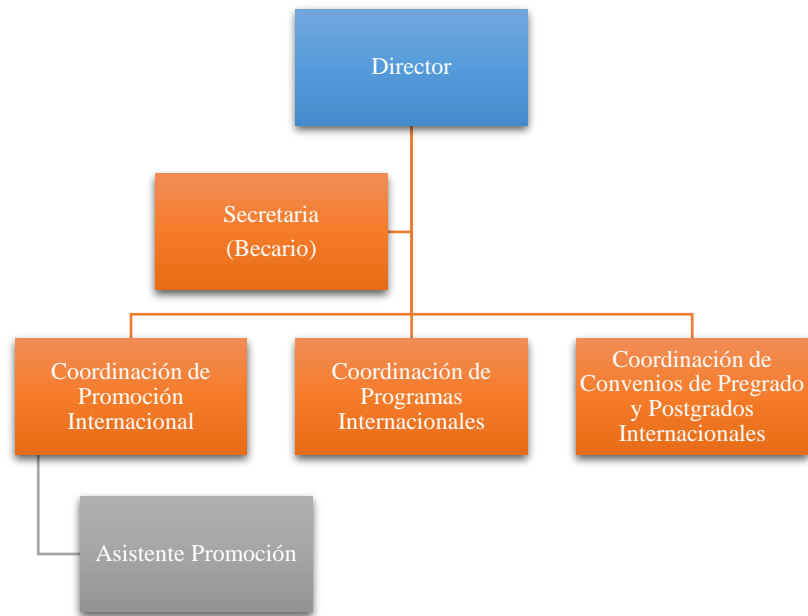 Director
Secretaria
(Becario)
Coordinación de
Promoción
Internacional
Coordinación de
Programas
Internacionales
Coordinación de
Convenios de Pregrado
y Postgrados
Internacionales
Asistente Promoción